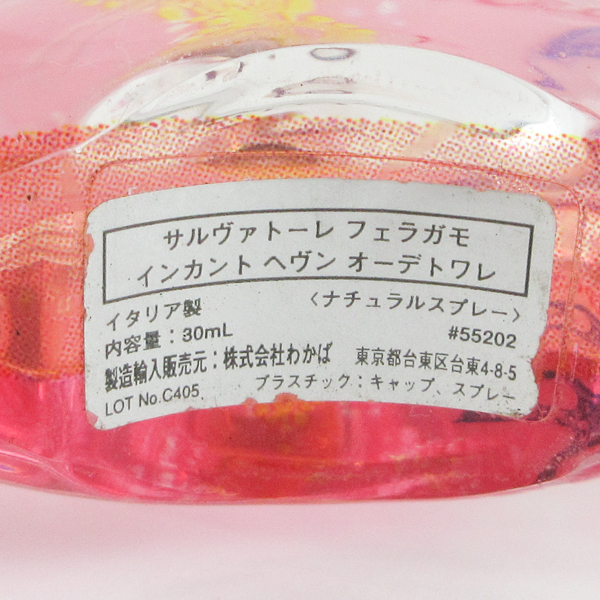 サルヴァトーレ フェラガモ
インカント ヘヴン オーデトワレ
イタリア製 〈ナチュラルスプレー〉
内容量：30mL #55202
製造輸入販売元：株式会社わかば 東京都台東区台東4-8-5
LOT No.C405 プラスチック：キャップ、スプレー